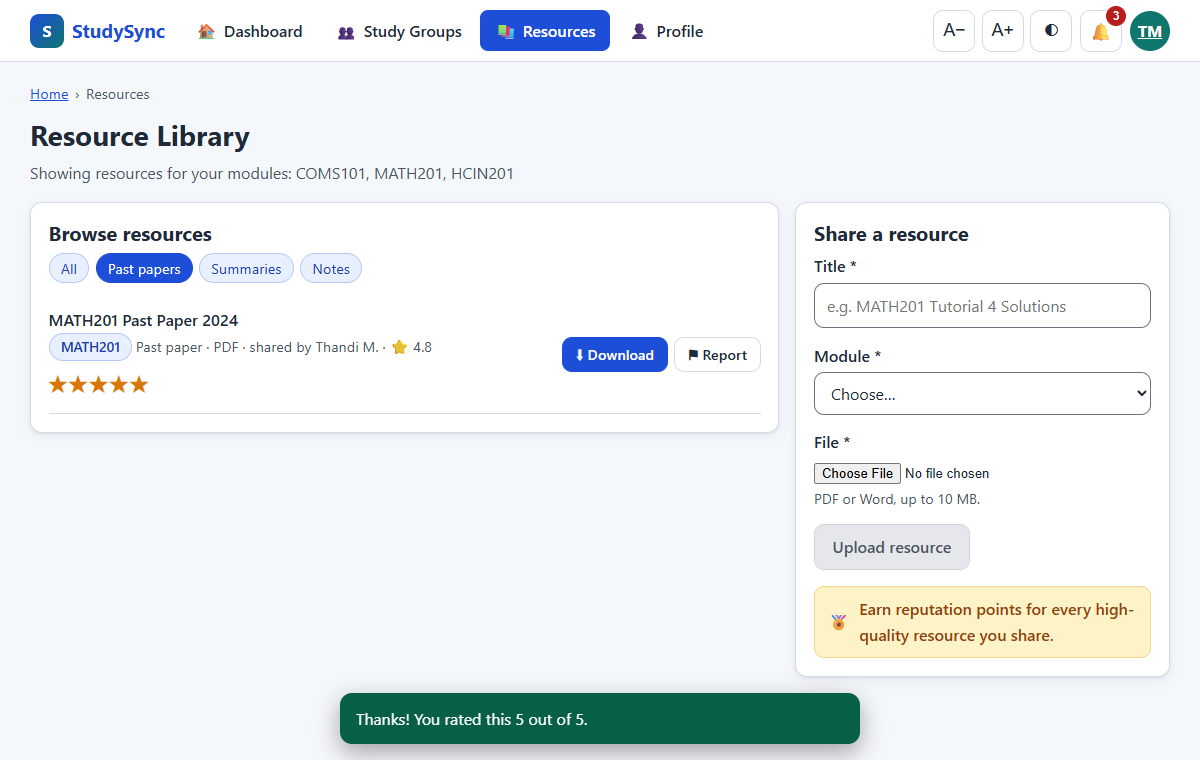 S StudySync Dashboard Study Groups Resources Profile A− A+ 3 TM
Home › Resources
Resource Library
Showing resources for your modules: COMS101, MATH201, HCIN201
Browse resources
All Past papers Summaries Notes
MATH201 Past Paper 2024
MATH201 Past paper · PDF · shared by Thandi M. · ⭐ 4.8
⬇ Download ⚑ Report
★★★★★
Share a resource
Title *
e.g. MATH201 Tutorial 4 Solutions
Module *
Choose...
File *
Choose File No file chosen
PDF or Word, up to 10 MB.
Upload resource
Earn reputation points for every high-
quality resource you share.
Thanks! You rated this 5 out of 5.